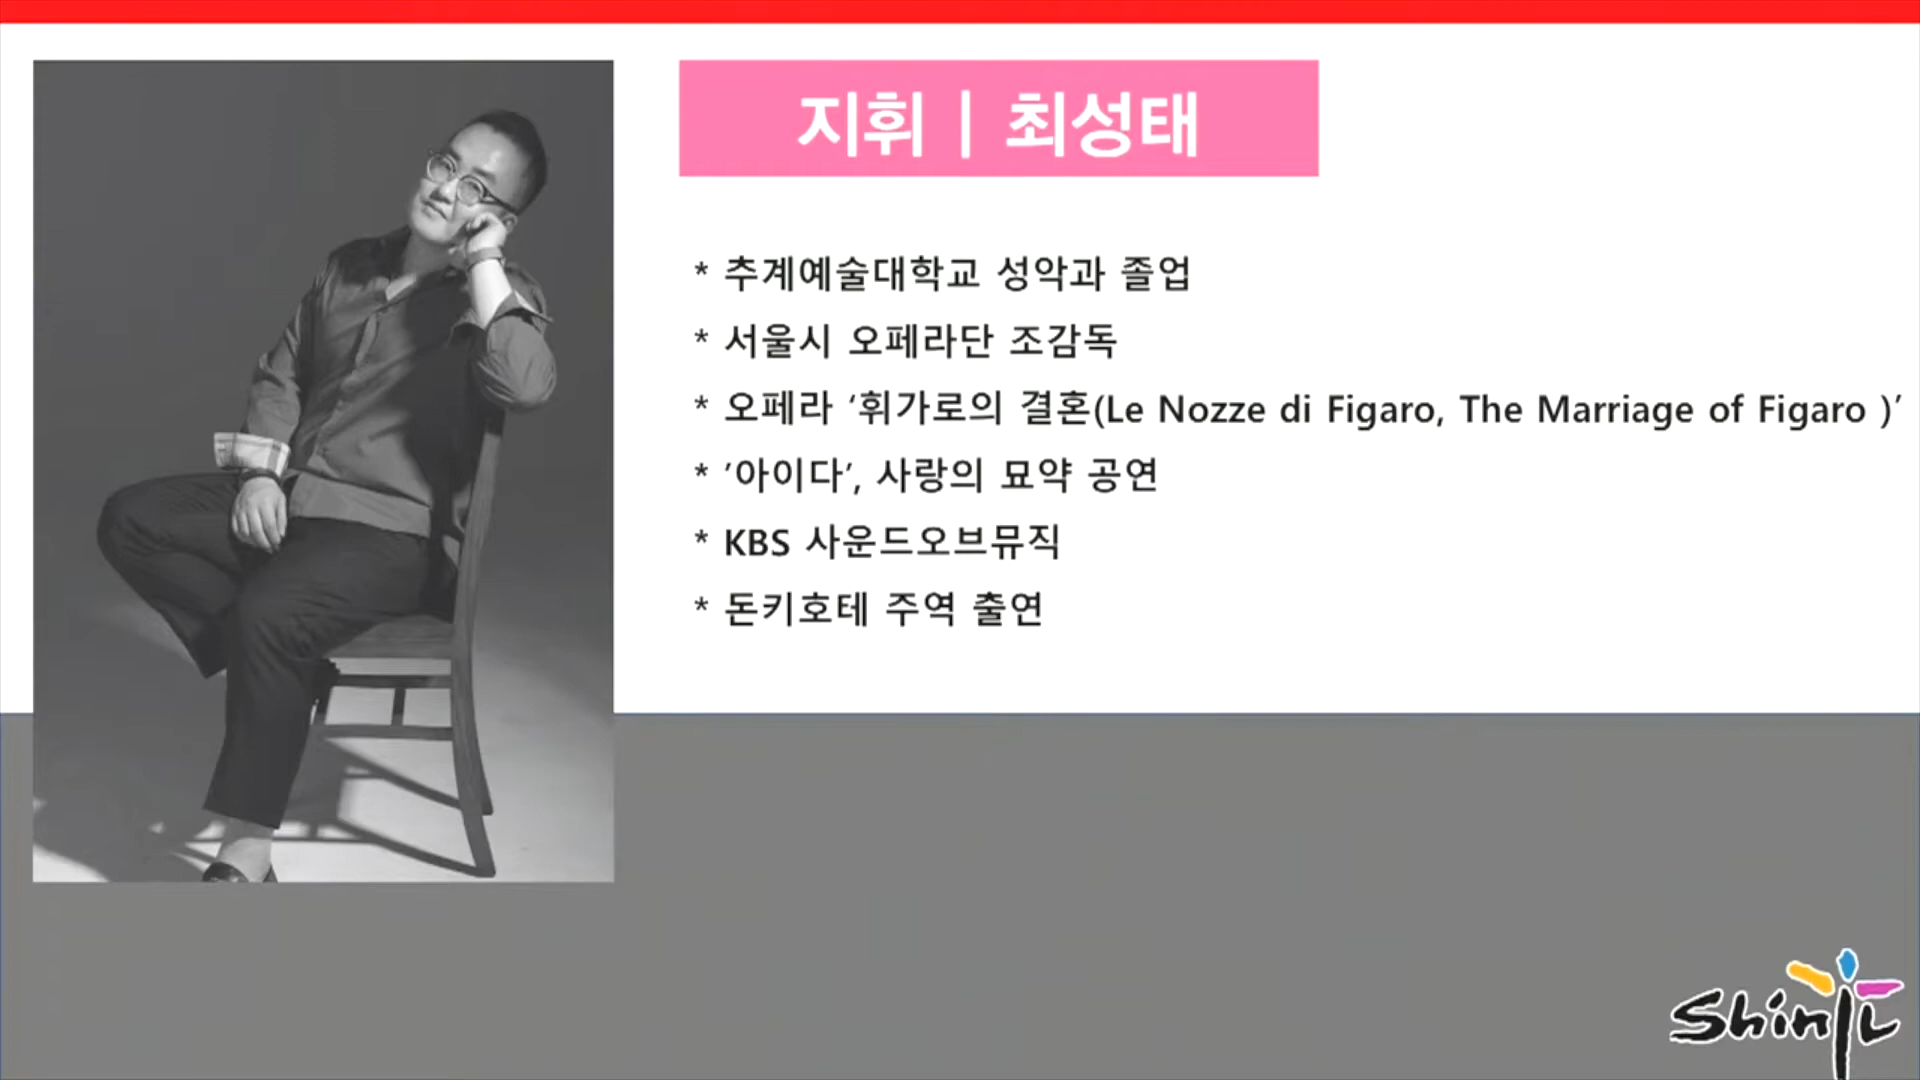 지휘 | 최성태
* 추계예술대학교 성악과 졸업
* 서울시 오페라단 조감독
* 오페라 ‘휘가로의 결혼(Le Nozze di Figaro, The Marriage of Figaro )’
* ’아이다’, 사랑의 묘약 공연
* KBS 사운드오브뮤직
* 돈키호테 주역 출연
ShinIL